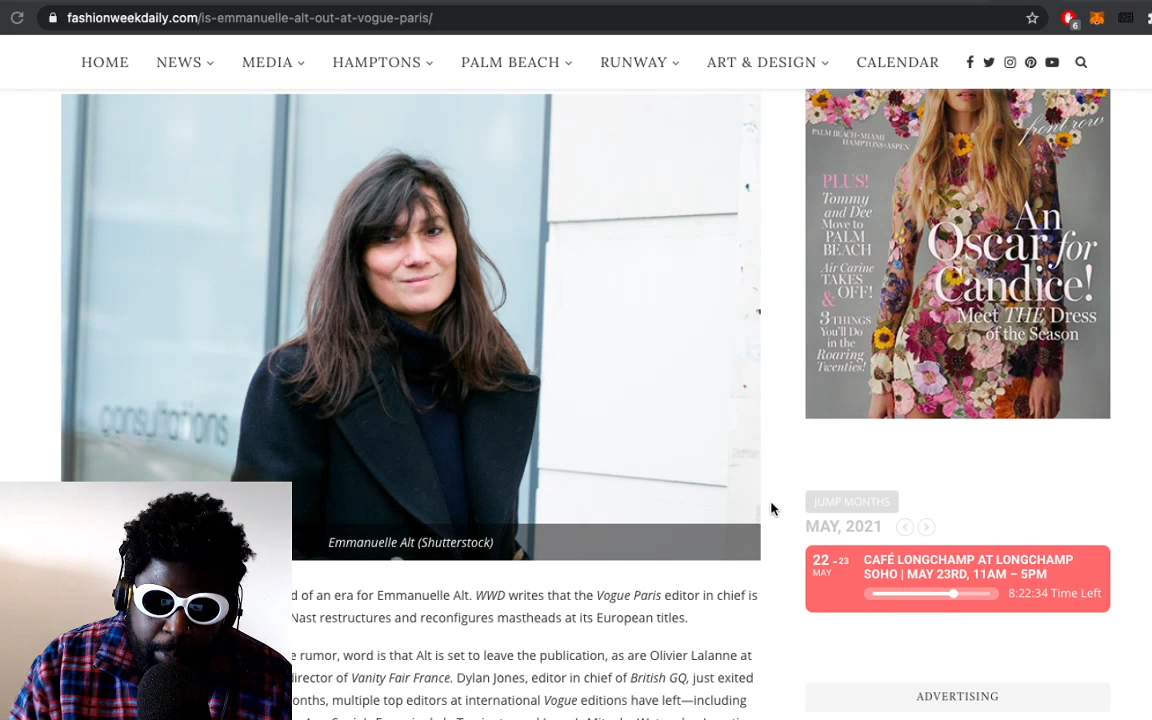 fashionweekdaily.com/is-emmanuelle-alt-out-at-vogue-paris/
6
HOME NEWS MEDIA HAMPTONS PALM BEACH RUNWAY ART & DESIGN CALENDAR
consultations
Emmanuelle Alt (Shutterstock)
d of an era for Emmanuelle Alt. WWD writes that the Vogue Paris editor in chief is
Nast restructures and reconfigures mastheads at its European titles.
e rumor, word is that Alt is set to leave the publication, as are Olivier Lalanne at
irector of Vanity Fair France. Dylan Jones, editor in chief of British GQ, just exited
onths, multiple top editors at international Vogue editions have left—including
front row
PALM BEACH•MIAMI
HAMPTONS•ASPEN
PLUS!
Tommy
and Dee
Move to
PALM
BEACH
Air Carine
TAKES
OFF!
&
3 THINGS
You'll Do
in the
Roaring
Twenties!
An
Oscar for
Candice!
Meet THE Dress
of the Season
JUMP MONTHS
MAY, 2021
22 - 23
MAY
CAFÉ LONGCHAMP AT LONGCHAMP
SOHO | MAY 23RD, 11AM – 5PM
8:22:34 Time Left
ADVERTISING